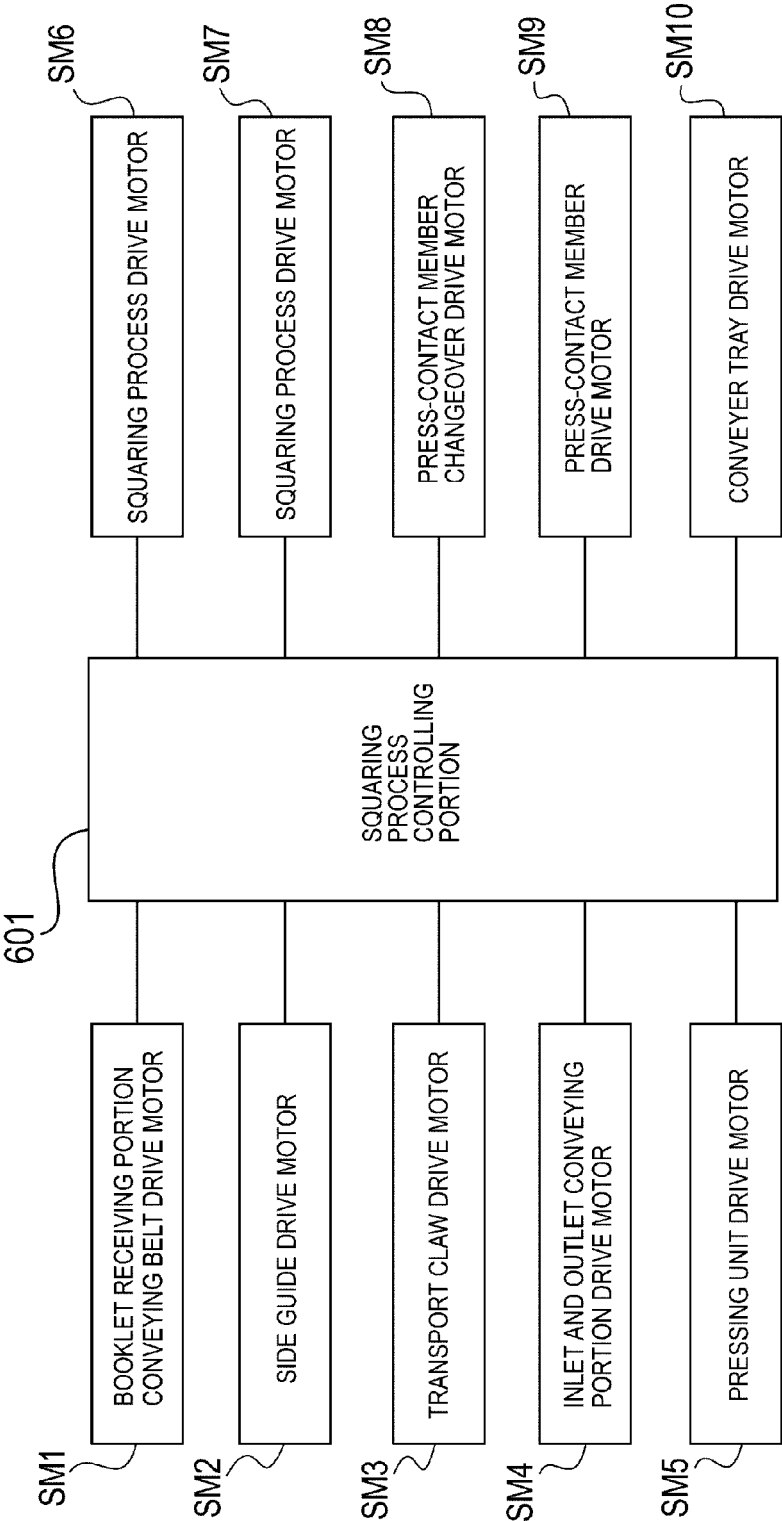 601
SM1
BOOKLET RECEIVING PORTION
CONVEYING BELT DRIVE MOTOR
SM2
SIDE GUIDE DRIVE MOTOR
SM3
TRANSPORT CLAW DRIVE MOTOR
SM4
INLET AND OUTLET CONVEYING
PORTION DRIVE MOTOR
SM5
PRESSING UNIT DRIVE MOTOR
SQUARING
PROCESS
CONTROLLING
PORTION
SQUARING PROCESS DRIVE MOTOR
SM6
SQUARING PROCESS DRIVE MOTOR
SM7
PRESS-CONTACT MEMBER
CHANGEOVER DRIVE MOTOR
SM8
PRESS-CONTACT MEMBER
DRIVE MOTOR
SM9
CONVEYER TRAY DRIVE MOTOR
SM10